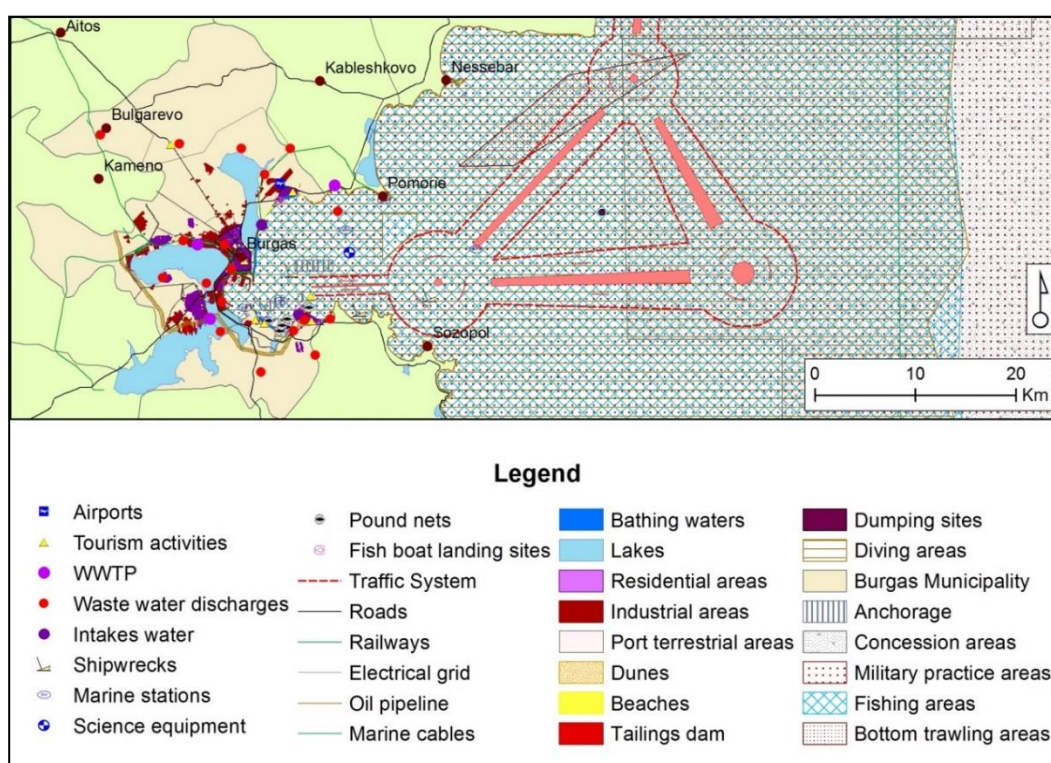 Aitos
Kableshkovo
Nessebar
Bulgarevo
Kameno
Pomorie
Burgas
Sozopol
0 10 20
Km
Legend
Airports
Tourism activities
WWTP
Waste water discharges
Intakes water
Shipwrecks
Marine stations
Science equipment
Pound nets
Fish boat landing sites
Traffic System
Roads
Railways
Electrical grid
Oil pipeline
Marine cables
Bathing waters
Lakes
Residential areas
Industrial areas
Port terrestrial areas
Dunes
Beaches
Tailings dam
Dumping sites
Diving areas
Burgas Municipality
Anchorage
Concession areas
Military practice areas
Fishing areas
Bottom trawling areas